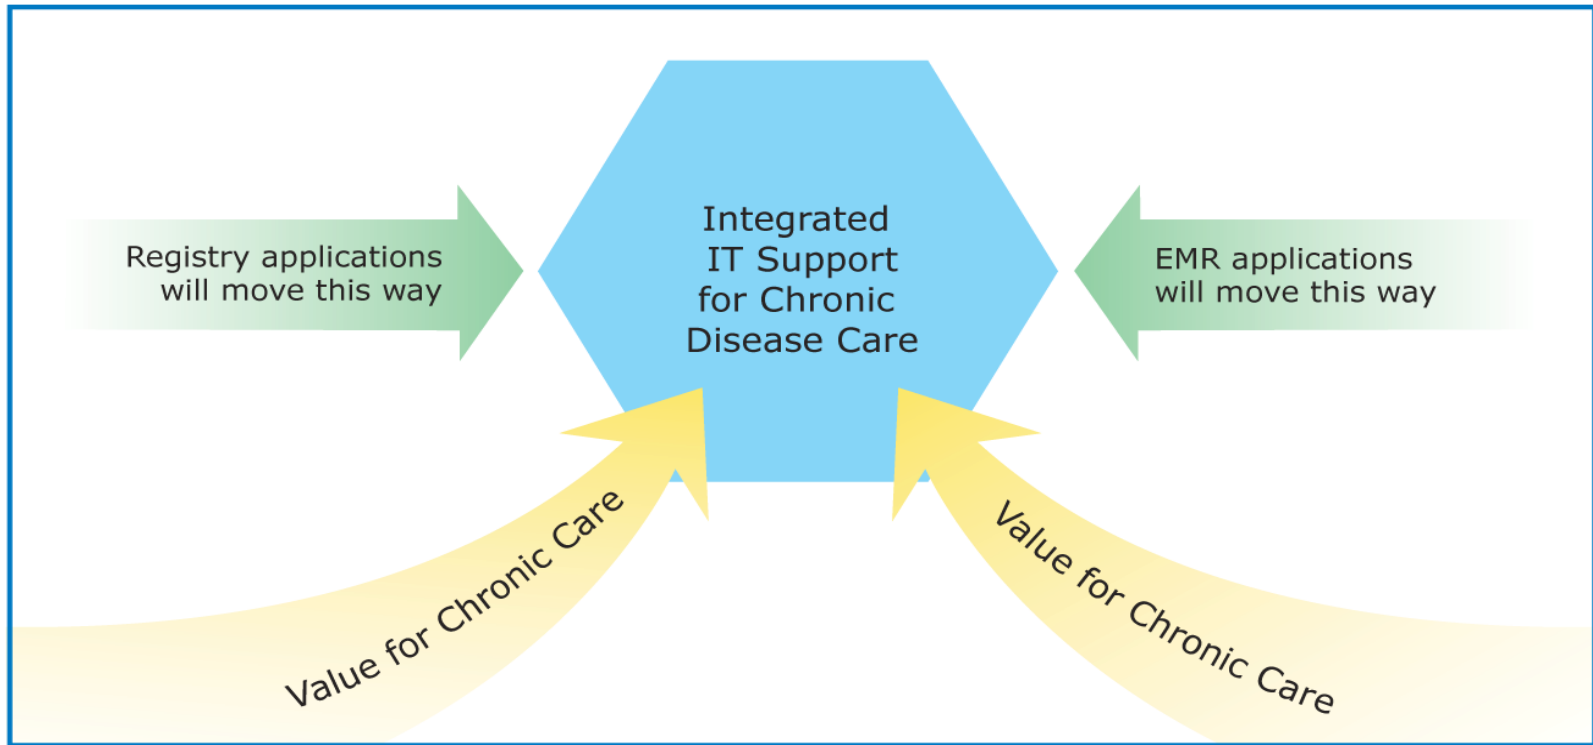 Integrated
IT Support
for Chronic
Disease Care
Registry applications
will move this way
EMR applications
will move this way
Value for Chronic Care
Value for Chronic Care